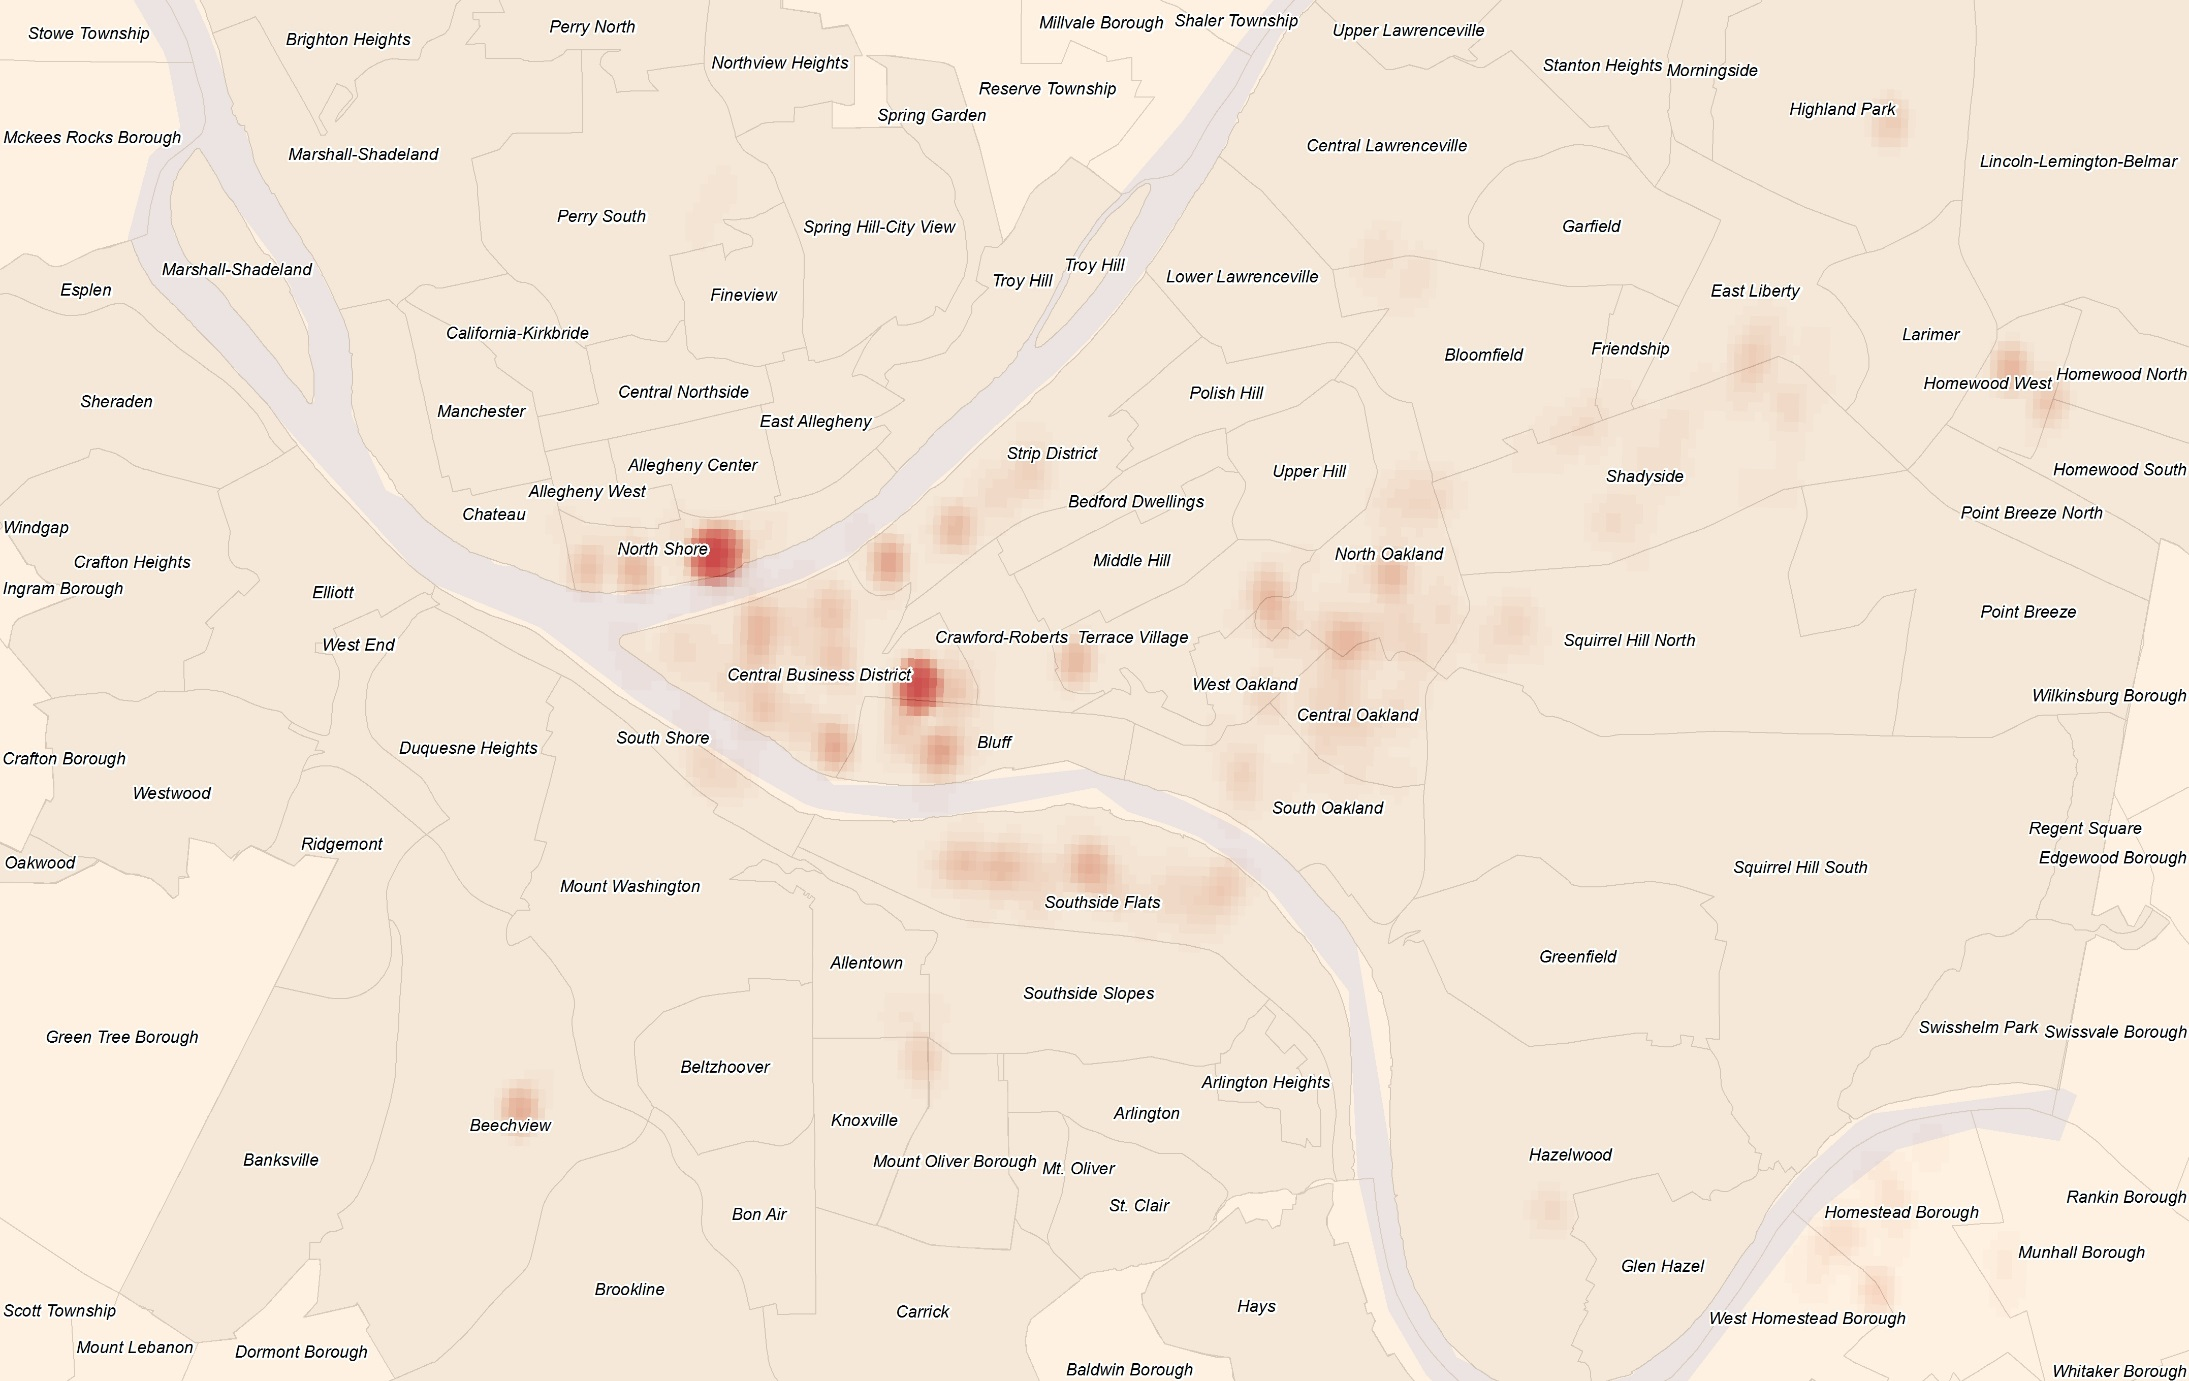 Stowe Township
Brighton Heights
Perry North
Millvale Borough
Shaler Township
Upper Lawrenceville
Northview Heights
Stanton Heights
Morningside
Reserve Township
Spring Garden
Highland Park
Mckees Rocks Borough
Marshall-Shadeland
Central Lawrenceville
Lincoln-Lemington-Belmar
Perry South
Spring Hill-City View
Garfield
Marshall-Shadeland
Troy Hill
Troy Hill
Lower Lawrenceville
Esplen
Fineview
East Liberty
California-Kirkbride
Larimer
Bloomfield
Friendship
Homewood West
Homewood North
Sheraden
Manchester
Central Northside
Polish Hill
East Allegheny
Strip District
Allegheny Center
Upper Hill
Shadyside
Homewood South
Allegheny West
Bedford Dwellings
Chateau
Point Breeze North
Windgap
North Shore
Crafton Heights
Middle Hill
North Oakland
Ingram Borough
Elliott
Point Breeze
West End
Crawford-Roberts
Terrace Village
Squirrel Hill North
Central Business District
West Oakland
Wilkinsburg Borough
Central Oakland
South Shore
Duquesne Heights
Bluff
Crafton Borough
Westwood
South Oakland
Regent Square
Ridgemont
Oakwood
Edgewood Borough
Squirrel Hill South
Mount Washington
Southside Flats
Allentown
Greenfield
Southside Slopes
Green Tree Borough
Swisshelm Park
Swissvale Borough
Beltzhoover
Arlington Heights
Arlington
Knoxville
Beechview
Banksville
Mount Oliver Borough
Mt. Oliver
Hazelwood
St. Clair
Rankin Borough
Bon Air
Homestead Borough
Munhall Borough
Glen Hazel
Brookline
Carrick
Hays
Scott Township
West Homestead Borough
Mount Lebanon
Dormont Borough
Baldwin Borough
Whitaker Borough